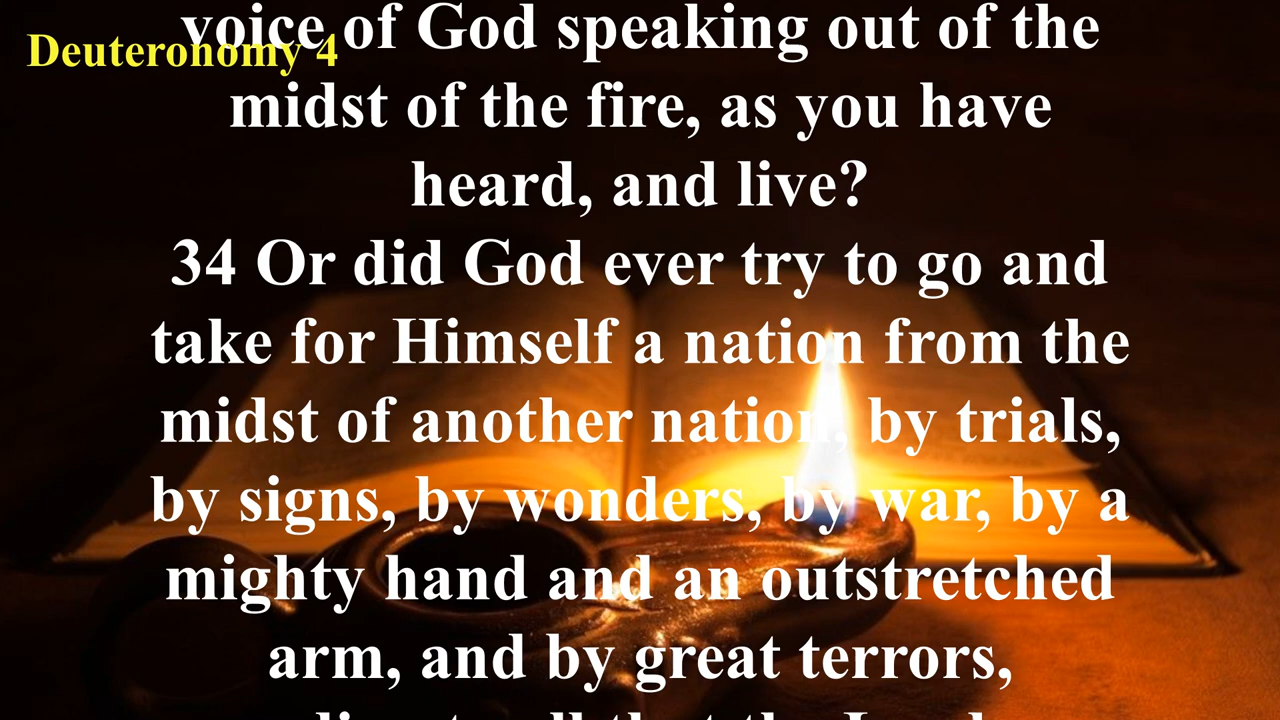 Deuteronomy 4
voice of God speaking out of the
midst of the fire, as you have
heard, and live?
34 Or did God ever try to go and
take for Himself a nation from the
midst of another nation, by trials,
by signs, by wonders, by war, by a
mighty hand and an outstretched
arm, and by great terrors,
all that the